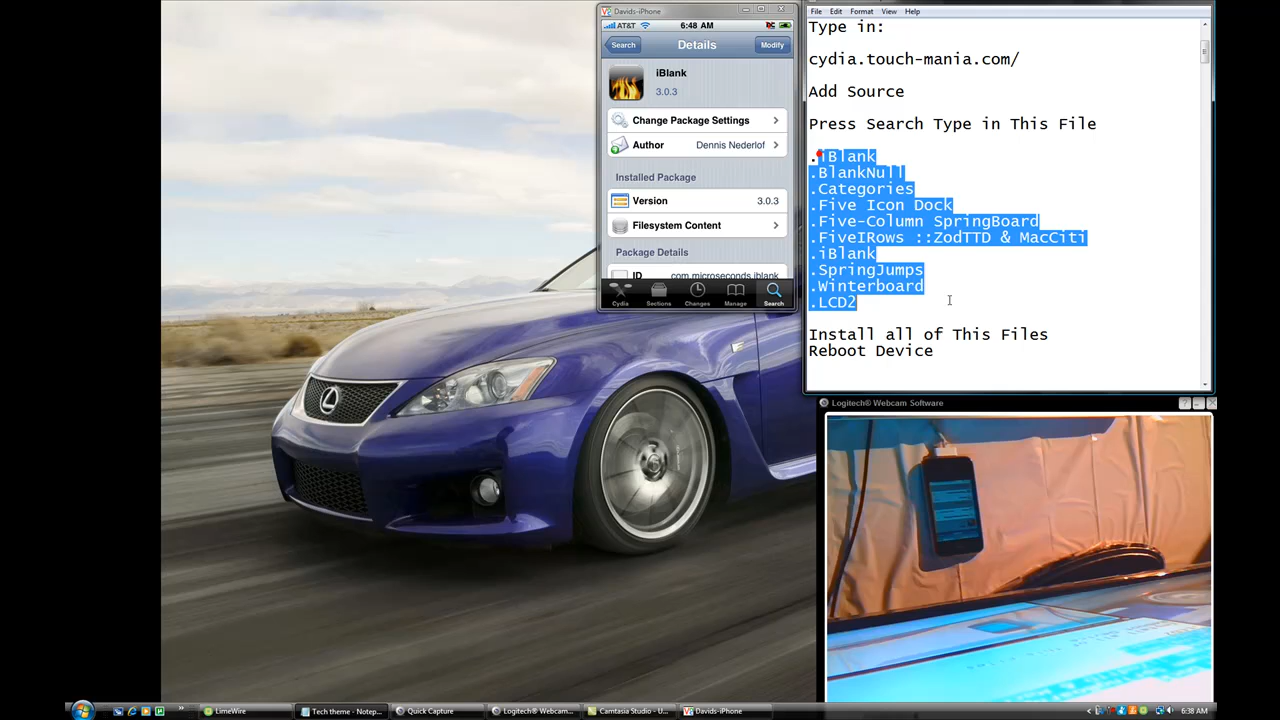 Davids-iPhone
AT&T
6:48 AM
Search
Details
Modify
iBlank
3.0.3
Change Package Settings
Author
Dennis Nederlof
Installed Package
Version
3.0.3
Filesystem Content
Package Details
ID
com.microseconds.iblank
Cydia
Sections
Changes
Manage
Search
File Edit Format View Help
Type in:
cydia.touch-mania.com/
Add Source
Press Search Type in This File
.iBlank
.BlankNull
.Categories
.Five Icon Dock
.Five-Column SpringBoard
.FiveIRows ::ZodTTD & MacCiti
.iBlank
.SpringJumps
.Winterboard
.LCD2
Install all of This Files
Reboot Device
Logitech® Webcam Software
LimeWire
Tech theme - Notep...
Quick Capture
Logitech® Webcam...
Camtasia Studio - U...
Davids-iPhone
6:38 AM